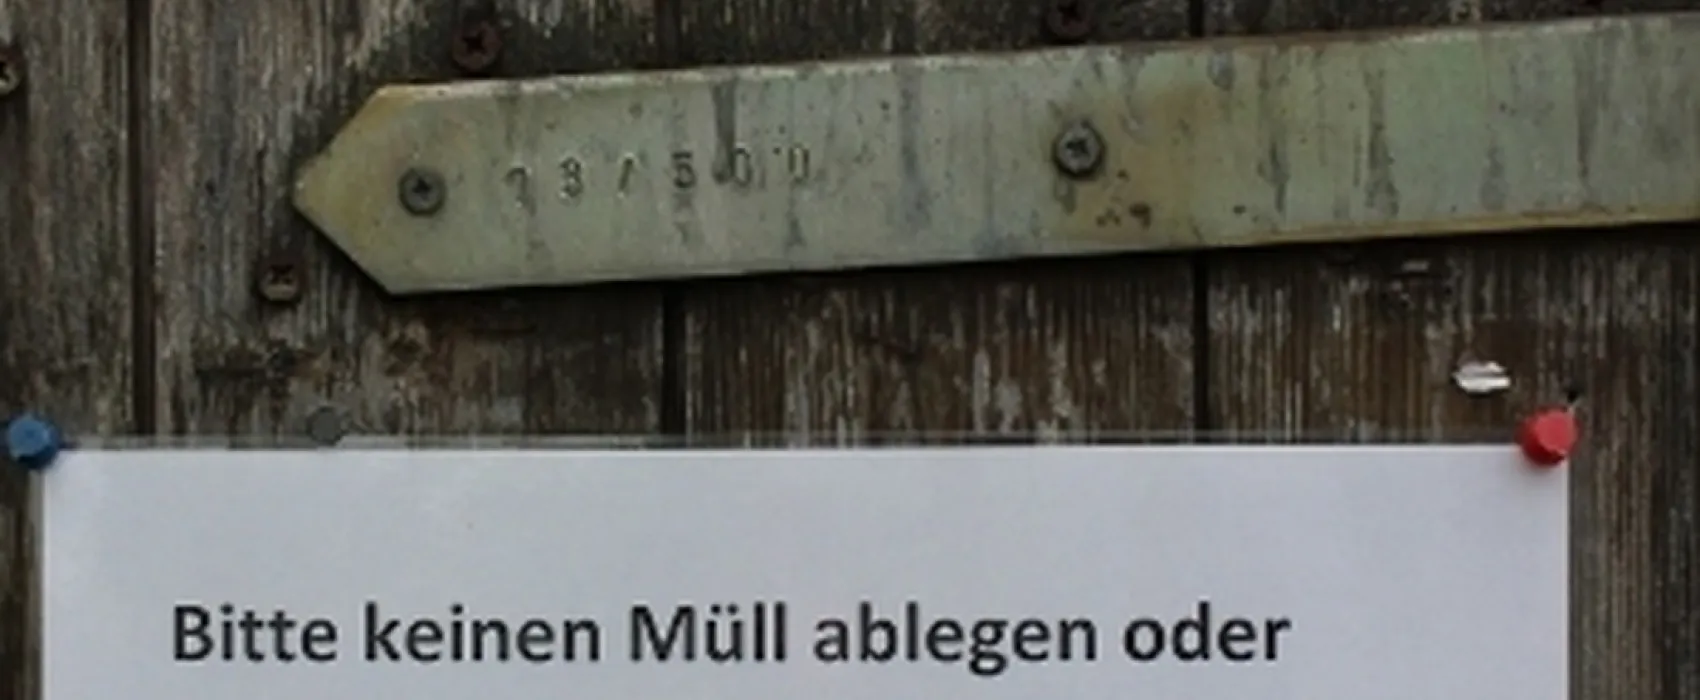 Bitte keinen Müll ablegen oder